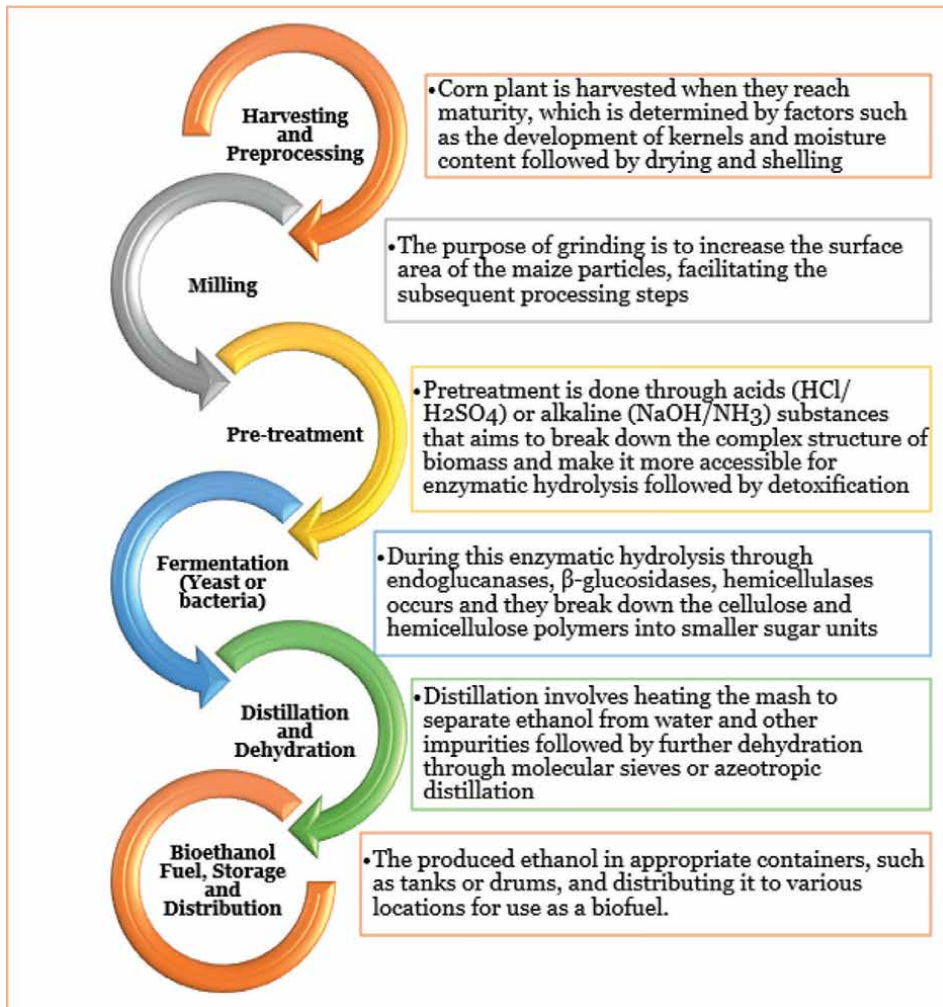 Harvesting
and
Preprocessing
•Corn plant is harvested when they reach
maturity, which is determined by factors such
as the development of kernels and moisture
content followed by drying and shelling
Milling
•The purpose of grinding is to increase the surface
area of the maize particles, facilitating the
subsequent processing steps
Pre-treatment
•Pretreatment is done through acids (HCl/
H2SO4) or alkaline (NaOH/NH3) substances
that aims to break down the complex structure of
biomass and make it more accessible for
enzymatic hydrolysis followed by detoxification
Fermentation
(Yeast or
bacteria)
•During this enzymatic hydrolysis through
endoglucanases, β-glucosidases, hemicellulases
occurs and they break down the cellulose and
hemicellulose polymers into smaller sugar units
Distillation
and
Dehydration
•Distillation involves heating the mash to
separate ethanol from water and other
impurities followed by further dehydration
through molecular sieves or azeotropic
distillation
Bioethanol
Fuel, Storage
and
Distribution
•The produced ethanol in appropriate containers, such
as tanks or drums, and distributing it to various
locations for use as a biofuel.